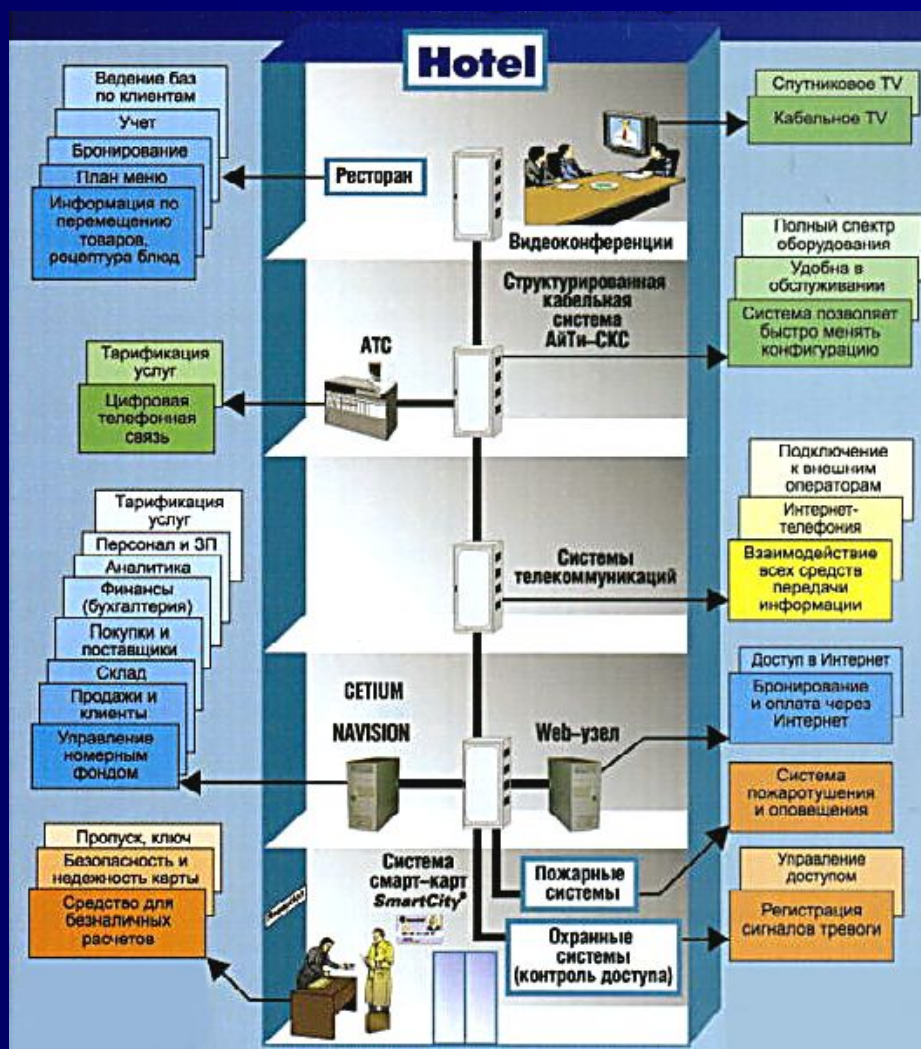 Hotel
Ведение баз
по клиентам
Учет
Бронирование
План меню
Информация по
перемещению
товаров,
рецептура блюд
Ресторан
Видеоконференции
Спутниковое TV
Кабельное TV
Структурированная
кабельная
система
АйТи–СКС
Полный спектр
оборудования
Удобна в
обслуживании
Система позволяет
быстро менять
конфигурацию
АТС
Тарификация
услуг
Цифровая
телефонная
связь
Системы
телекоммуникаций
Подключение
к внешним
операторам
Интернет-
телефония
Взаимодействие
всех средств
передачи
информации
Тарификация
услуг
Персонал и ЗП
Аналитика
Финансы
(бухгалтерия)
Покупки и
поставщики
Склад
Продажи и
клиенты
Управление
номерным
фондом
CETIUM
NAVISION
Web–узел
Доступ в Интернет
Бронирование
и оплата через
Интернет
Система
пожаротушения
и оповещения
Пропуск, ключ
Безопасность и
надежность карты
Средство для
безналичных
расчетов
Система
смарт–карт
SmartCity
Пожарные
системы
Охранные
системы
(контроль доступа)
Управление
доступом
Регистрация
сигналов тревоги